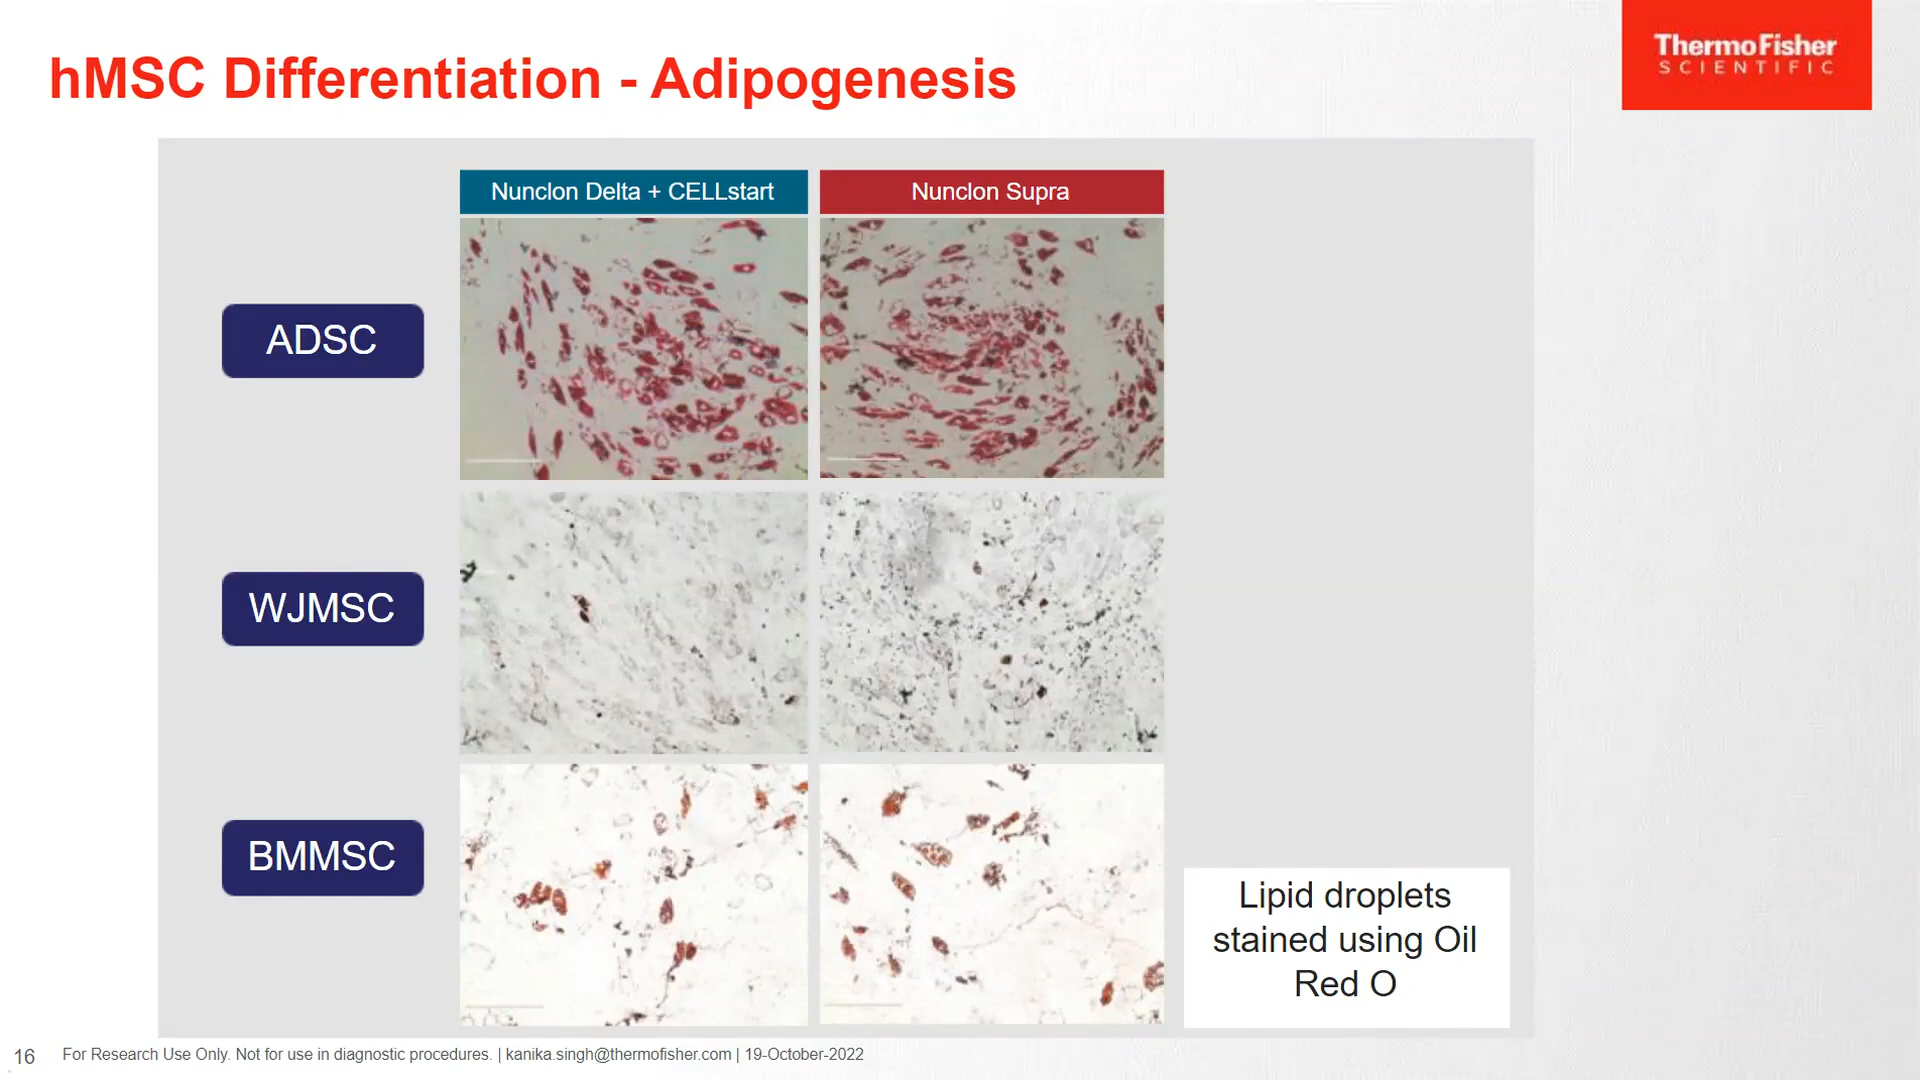 hMSC Differentiation - Adipogenesis
ThermoFisher
SCIENTIFIC
Nunclon Delta + CELLstart
Nunclon Supra
ADSC
WJMSC
BMMSC
Lipid droplets
stained using Oil
Red O
16
For Research Use Only. Not for use in diagnostic procedures. | kanika.singh@thermofisher.com | 19-October-2022